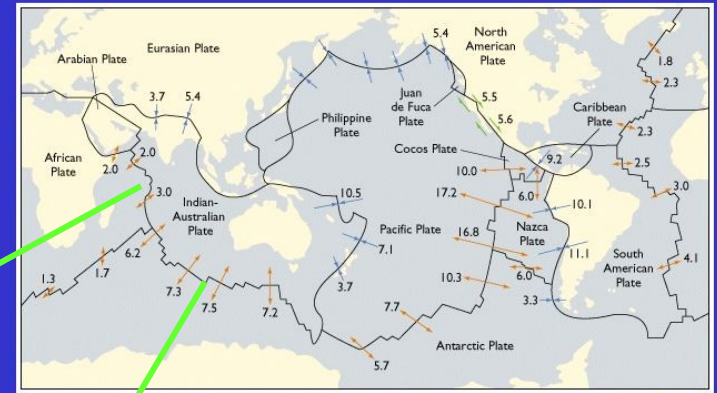 North
American
Plate
5.4
Eurasian Plate
Arabian Plate
1.8
2.3
3.7
5.4
Juan
de Fuca
Plate
5.5
5.6
Caribbean
Plate
Philippine
Plate
2.3
African
Plate
2.0
2.0
Cocos Plate
9.2
2.5
10.0
3.0
3.0
Indian-
Australian
Plate
10.5
17.2
6.0
10.1
6.2
Pacific Plate
16.8
Nazca
Plate
7.1
11.1
South
American
Plate
4.1
1.3
1.7
7.3
7.5
7.2
3.7
10.3
6.0
3.3
7.7
5.7
Antarctic Plate